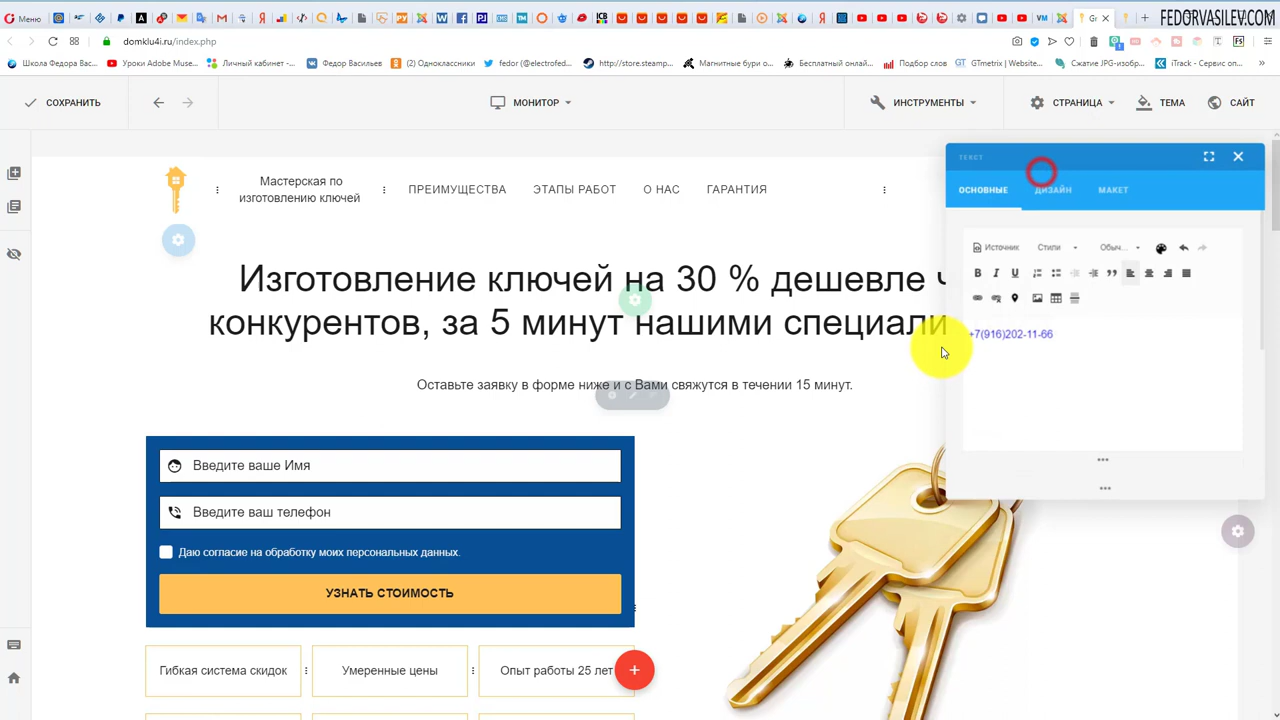 Меню
FEDORVASILEV.COM
domklu4i.ru/index.php
Школа Федора Вас...
Уроки Adobe Muse...
Личный кабинет -...
Федор Васильев
(2) Одноклассники
fedor (@electrofed...
http://store.steamp...
Магнитные бури о...
Бесплатный онлай...
Подбор слов
GTmetrix | Website...
Сжатие JPG-изобр...
iTrack - Сервис оп...
СОХРАНИТЬ
МОНИТОР
ИНСТРУМЕНТЫ
СТРАНИЦА
ТЕМА
САЙТ
Мастерская по
изготовлению ключей
ПРЕИМУЩЕСТВА
ЭТАПЫ РАБОТ
О НАС
ГАРАНТИЯ
ТЕКСТ
ОСНОВНЫЕ
ДИЗАЙН
МАКЕТ
Источник
Стили
Обыч...
+7(916)202-11-66
Изготовление ключей на 30 % дешевле ч
конкурентов, за 5 минут нашими специали
Оставьте заявку в форме ниже и с Вами свяжутся в течении 15 минут.
Введите ваше Имя
Введите ваш телефон
Даю согласие на обработку моих персональных данных.
УЗНАТЬ СТОИМОСТЬ
Гибкая система скидок
Умеренные цены
Опыт работы 25 лет